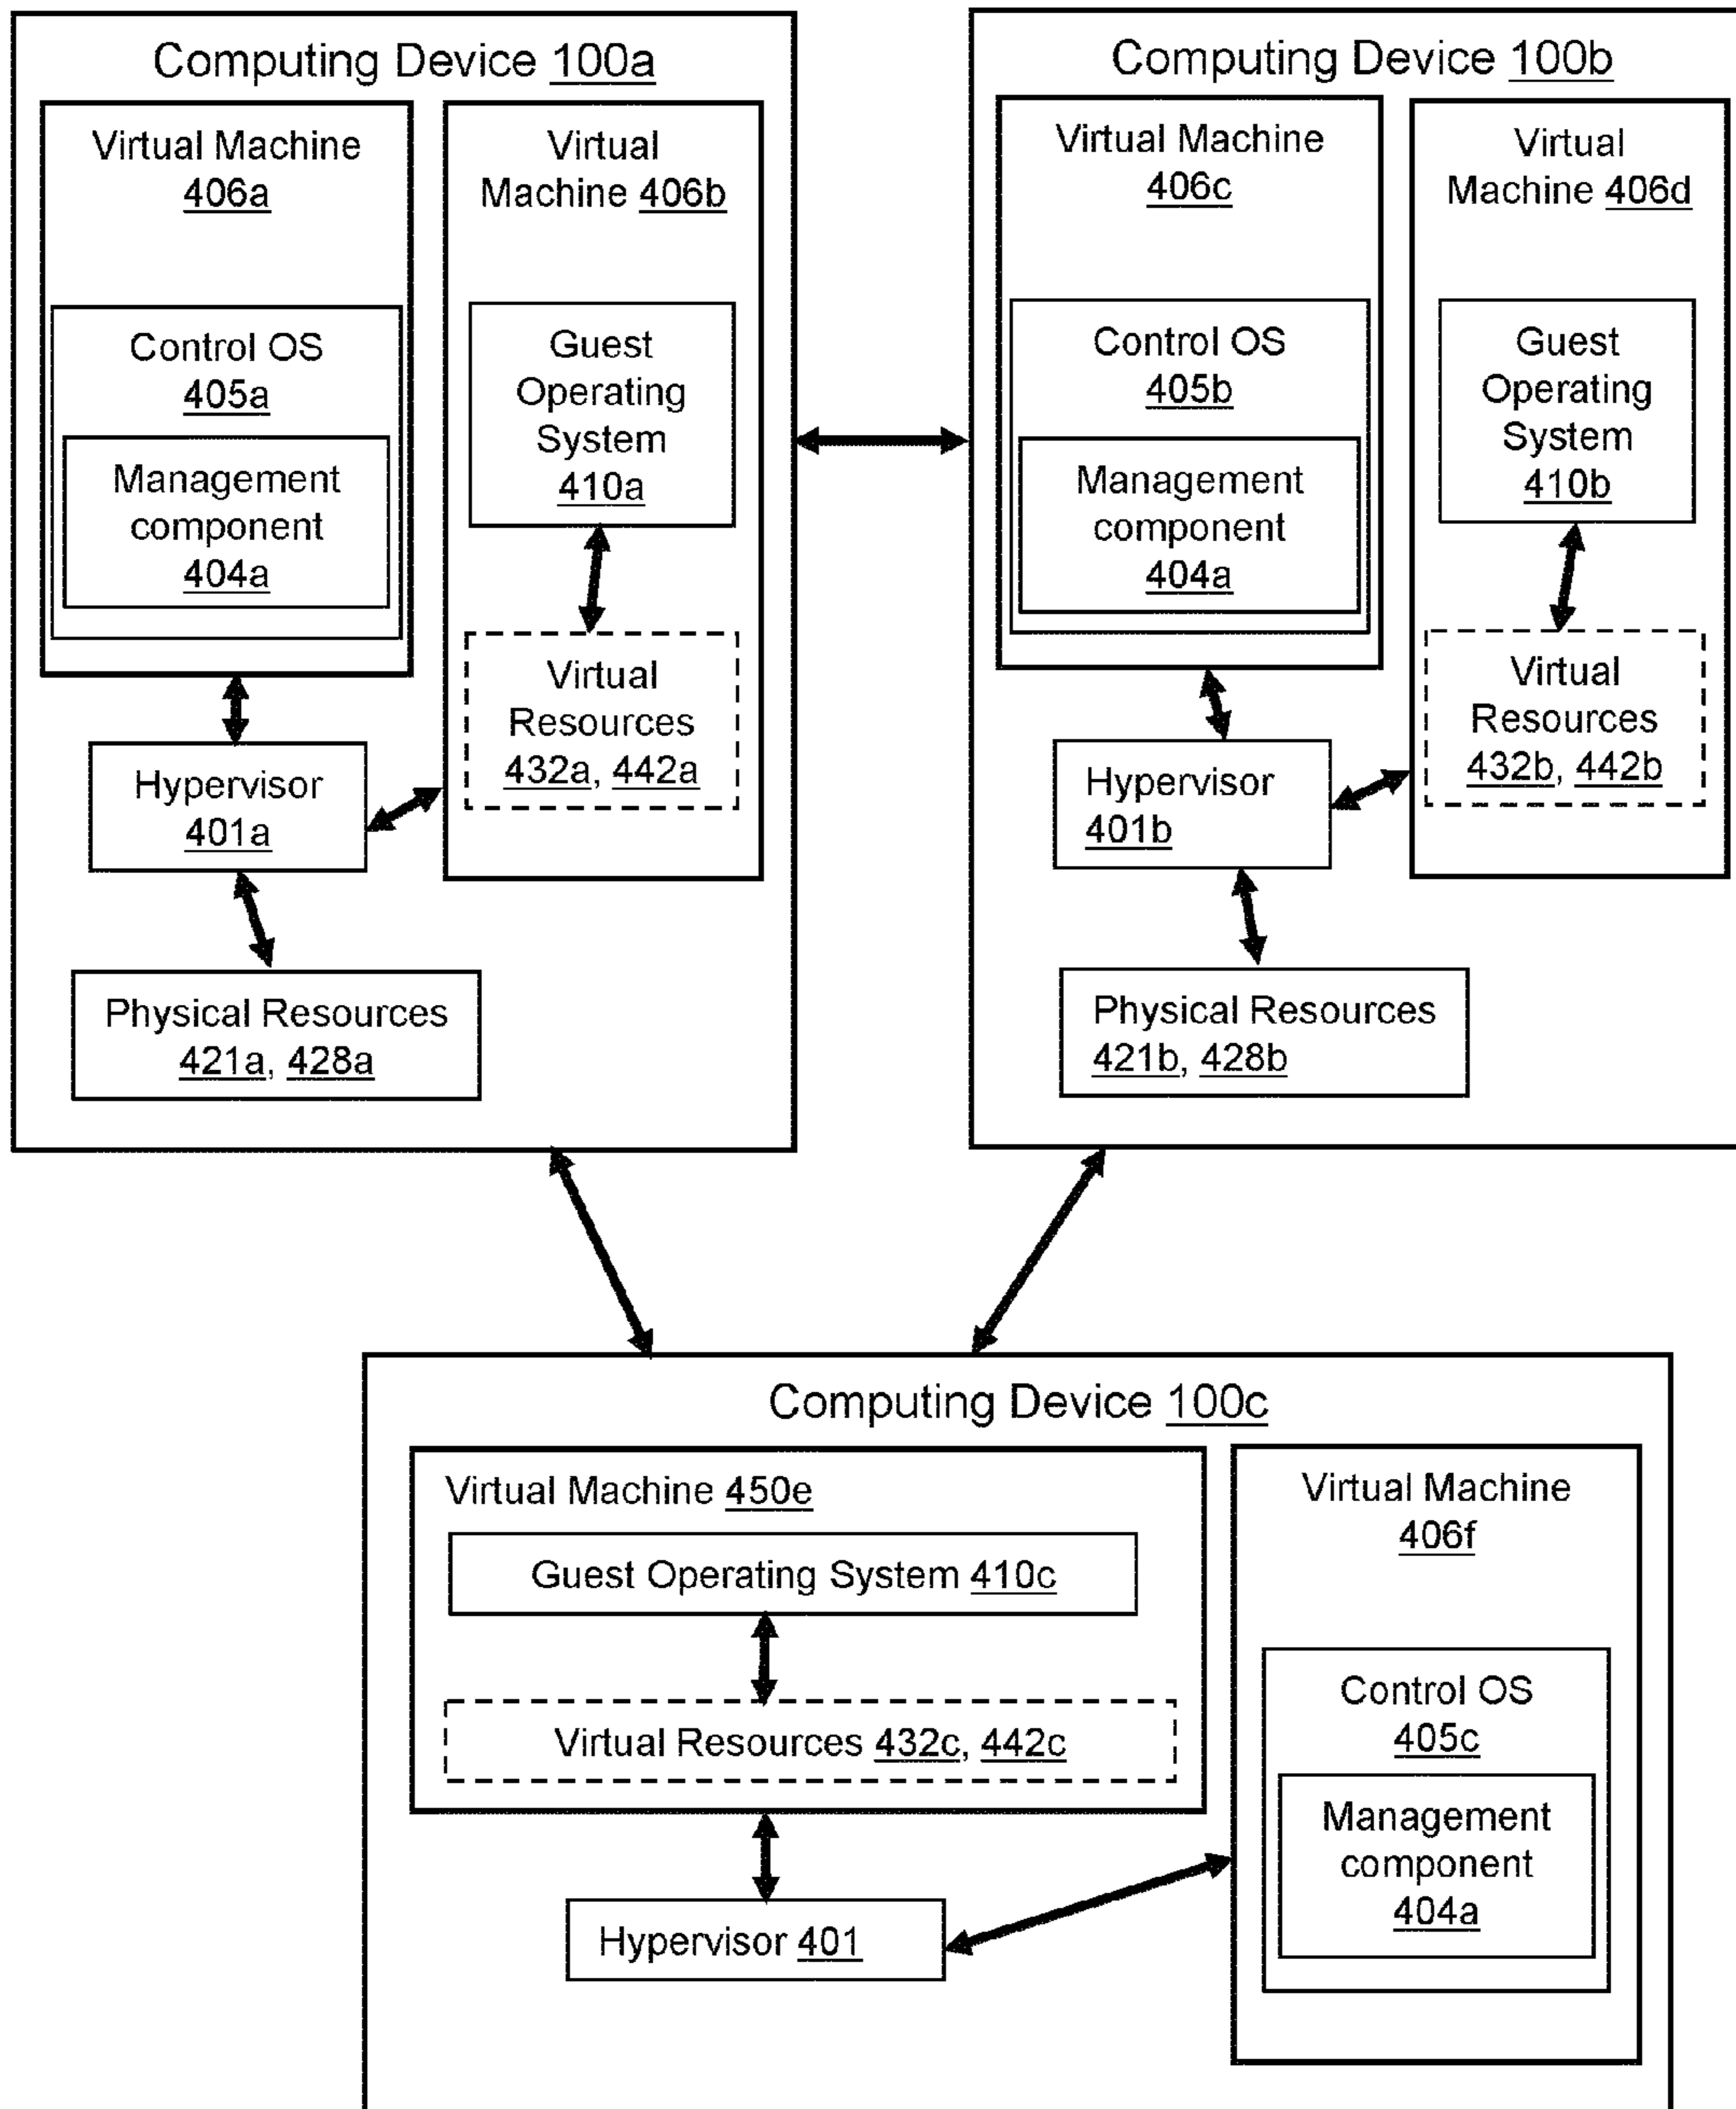 Computing Device 100a
Virtual Machine
406a
Control OS
405a
Management
component
404a
Virtual
Machine 406b
Guest
Operating
System
410a
Virtual
Resources
432a, 442a
Hypervisor
401a
Physical Resources
421a, 428a
Computing Device 100b
Virtual Machine
406c
Control OS
405b
Management
component
404a
Virtual
Machine 406d
Guest
Operating
System
410b
Virtual
Resources
432b, 442b
Hypervisor
401b
Physical Resources
421b, 428b
Computing Device 100c
Virtual Machine 450e
Guest Operating System 410c
Virtual Resources 432c, 442c
Hypervisor 401
Virtual Machine
406f
Control OS
405c
Management
component
404a